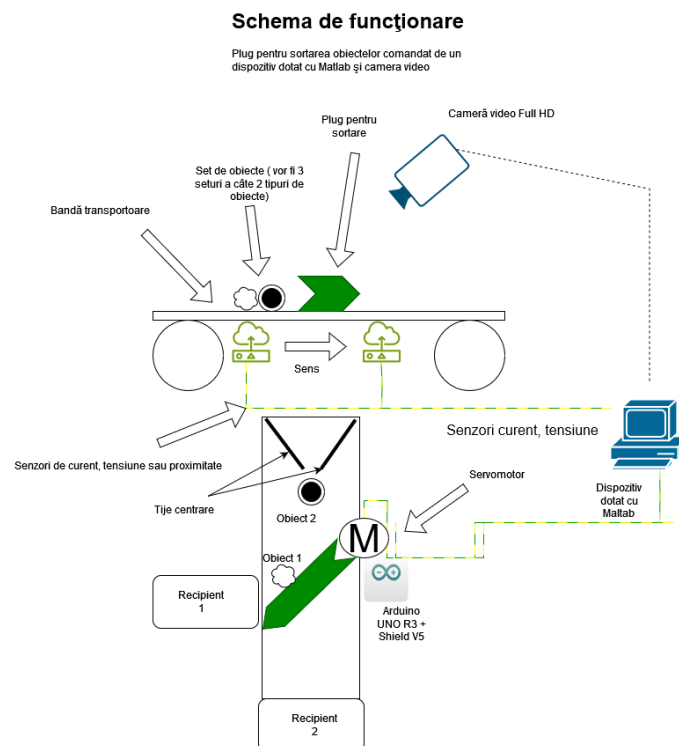 Schema de funcţionare
Plug pentru sortarea obiectelor comandat de un
dispozitiv dotat cu Matlab și camera video
Cameră video Full HD
Plug pentru
sortare
Set de obiecte ( vor fi 3
seturi a câte 2 tipuri de
obiecte)
Bandă transportoare
Sens
Senzori curent, tensiune
Senzori de curent, tensiune sau proximitate
Servomotor
Dispozitiv
dotat cu
Maltab
Tije centrare
Obiect 2
M
Obiect 1
Recipient
1
Arduino
UNO R3 +
Shield V5
Recipient
2